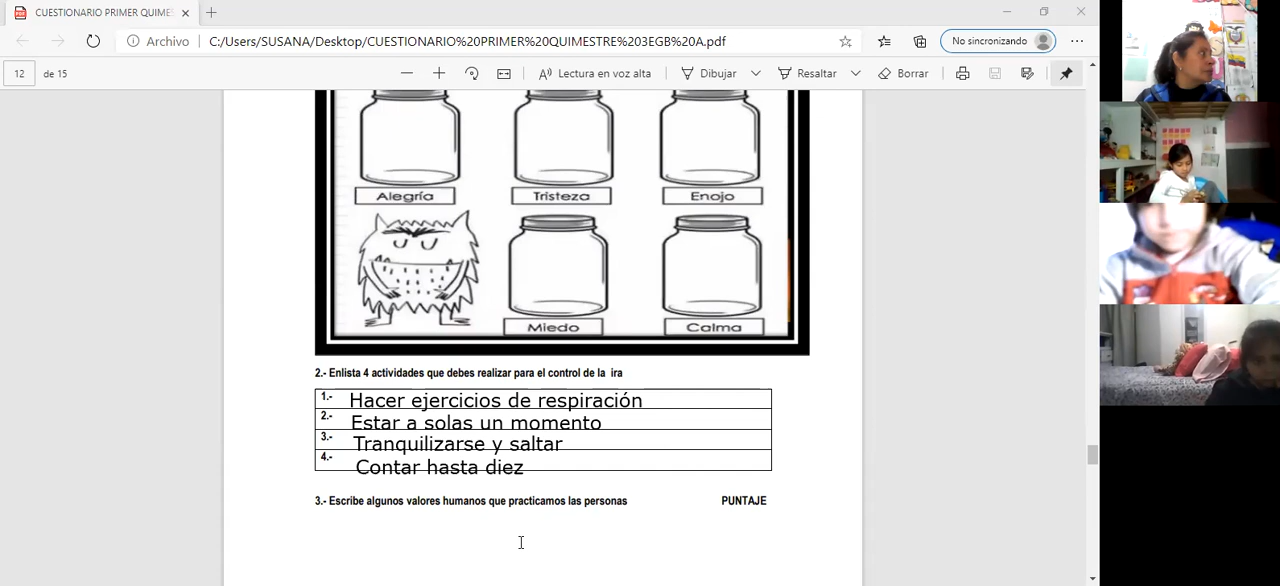 CUESTIONARIO PRIMER QUIME
Archivo
C:/Users/SUSANA/Desktop/CUESTIONARIO%20PRIMER%20QUIMESTRE%203EGB%20A.pdf
No sincronizando
12 de 15
Lectura en voz alta
Dibujar
Resaltar
Borrar
Alegría
Tristeza
Enojo
Miedo
Calma
2.- Enlista 4 actividades que debes realizar para el control de la ira
1.- Hacer ejercicios de respiración
2.- Estar a solas un momento
3.- Tranquilizarse y saltar
4.- Contar hasta diez
3.- Escribe algunos valores humanos que practicamos las personas PUNTAJE